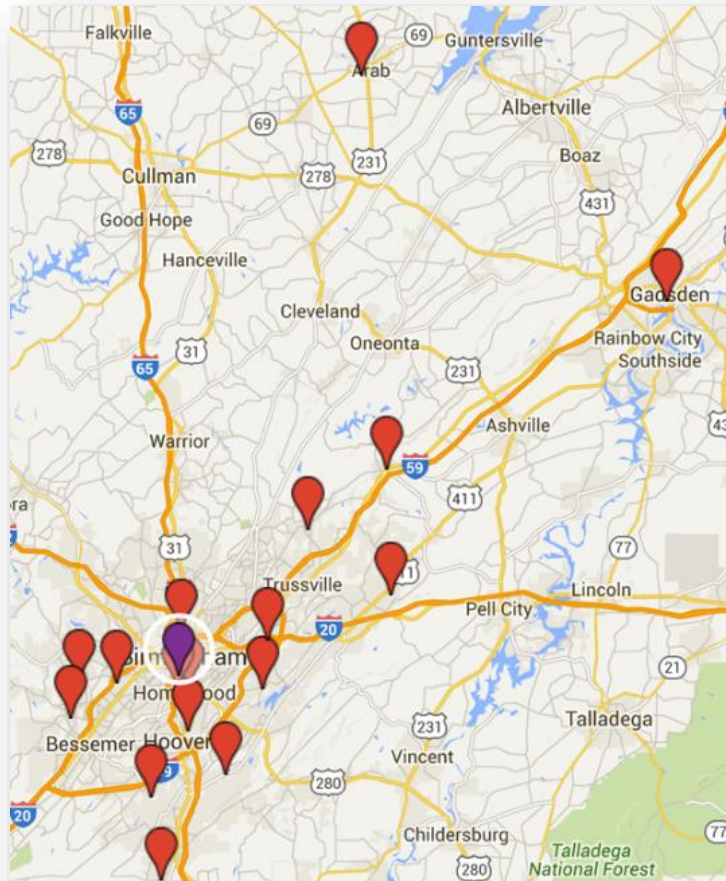 Falkville
69
Guntersville
Arab
65
69
Albertville
278
Cullman
278
231
Boaz
Good Hope
431
Hanceville
Gadsden
Cleveland
31
Oneonta
Rainbow City
Southside
65
231
Warrior
Ashville
59
411
31
77
Trussville
Lincoln
20
Pell City
21
Homewood
231
Talladega
Bessemer
Hoover
Vincent
280
20
Childersburg
77
Talladega
National Forest
280